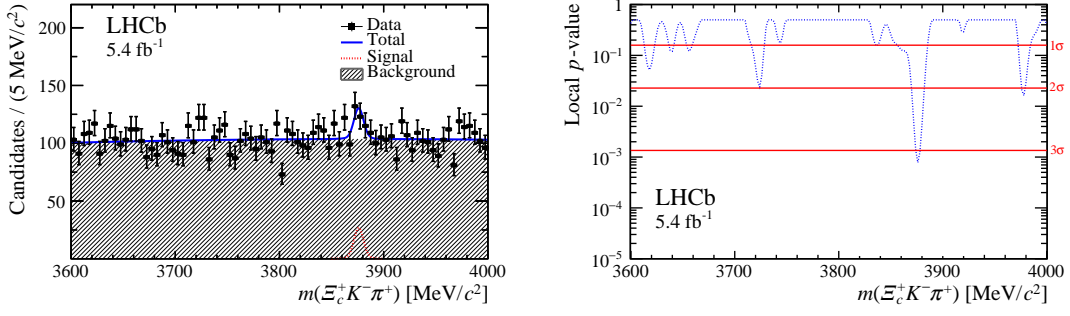 Candidates / (5 MeV/c²)
200
150
100
50
LHCb
5.4 fb⁻¹
Data
Total
Signal
Background
3600 3700 3800 3900 4000
m(Ξc⁺K⁻π⁺) [MeV/c²]
Local p-value
1
10⁻¹
10⁻²
10⁻³
10⁻⁴
10⁻⁵
1σ
2σ
3σ
LHCb
5.4 fb⁻¹
3600 3700 3800 3900 4000
m(Ξc⁺K⁻π⁺) [MeV/c²]